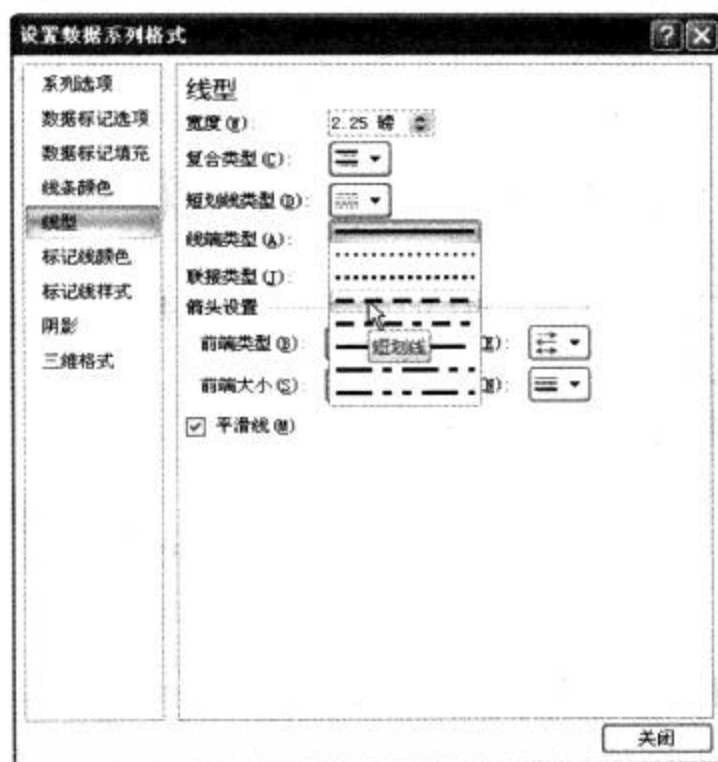 设置数据系列格式
系列选项
数据标记选项
数据标记填充
线条颜色
线型
标记线颜色
标记线样式
阴影
三维格式
线型
宽度(W): 2.25 磅
复合类型(C):
短划线类型(D):
线端类型(A):
联接类型(J):
箭头设置
前端类型(B):
短划线
前端大小(S):
平滑线(M)
关闭